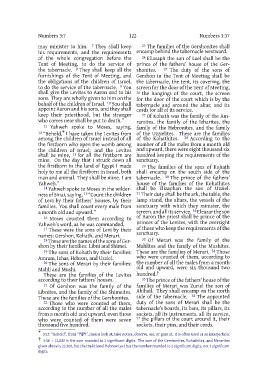 Numbers 3:7
122
Numbers 3:37
may minister to him. 7 They shall keep
his requirements, and the requirements
of the whole congregation before the
Tent of Meeting, to do the service of
the tabernacle. 8 They shall keep all the
furnishings of the Tent of Meeting, and
the obligations of the children of Israel,
to do the service of the tabernacle. 9 You
shall give the Levites to Aaron and to his
sons. They are wholly given to him on the
behalf of the children of Israel. 10 You shall
appoint Aaron and his sons, and they shall
keep their priesthood, but the stranger
who comes near shall be put to death."
11 Yahweh spoke to Moses, saying,
12 "Behold, I have taken the Levites from
among the children of Israel instead of all
the firstborn who open the womb among
the children of Israel; and the Levites
shall be mine, 13 for all the firstborn are
mine. On the day that I struck down all
the firstborn in the land of Egypt I made
holy to me all the firstborn in Israel, both
man and animal. They shall be mine. I am
Yahweh."
14 Yahweh spoke to Moses in the wilder-
ness of Sinai, saying, 15 "Count the children
of Levi by their fathers' houses, by their
families. You shall count every male from
a month old and upward."
16 Moses counted them according to
Yahweh's word, as he was commanded.
17 These were the sons of Levi by their
names: Gershon, Kohath, and Merari.
18 These are the names of the sons of Ger-
shon by their families: Libni and Shimei.
19 The sons of Kohath by their families:
Amram, Izhar, Hebron, and Uzziel.
20 The sons of Merari by their families:
Mahli and Mushi.
These are the families of the Levites
according to their fathers' houses.
21 Of Gershon was the family of the
Libnites, and the family of the Shimeites.
These are the families of the Gershonites.
22 Those who were counted of them,
according to the number of all the males
from a month old and upward, even those
who were counted of them were seven
thousand five hundred.
23 The families of the Gershonites shall
encamp behind the tabernacle westward.
24 Eliasaph the son of Lael shall be the
prince of the fathers' house of the Ger-
shonites. 25 The duty of the sons of
Gershon in the Tent of Meeting shall be
the tabernacle, the tent, its covering, the
screen for the door of the Tent of Meeting,
26 the hangings of the court, the screen
for the door of the court which is by the
tabernacle and around the altar, and its
cords for all of its service.
27 Of Kohath was the family of the Am-
ramites, the family of the Izharites, the
family of the Hebronites, and the family
of the Uzzielites. These are the families
of the Kohathites. 28 According to the
number of all the males from a month old
and upward, there were eight thousand six
hundred keeping the requirements of the
sanctuary.
29 The families of the sons of Kohath
shall encamp on the south side of the
tabernacle. 30 The prince of the fathers'
house of the families of the Kohathites
shall be Elizaphan the son of Uzziel.
31 Their duty shall be the ark, the table, the
lamp stand, the altars, the vessels of the
sanctuary with which they minister, the
screen, and all its service. 32 Eleazar the son
of Aaron the priest shall be prince of the
princes of the Levites, with the oversight
of those who keep the requirements of the
sanctuary.
33 Of Merari was the family of the
Mahlites and the family of the Mushites.
These are the families of Merari. 34 Those
who were counted of them, according to
the number of all the males from a month
old and upward, were six thousand two
hundred.
35 The prince of the fathers' house of the
families of Merari was Zuriel the son of
Abihail. They shall encamp on the north
side of the tabernacle. 36 The appointed
duty of the sons of Merari shall be the
tabernacle's boards, its bars, its pillars, its
sockets, all its instruments, all its service,
37 the pillars of the court around it, their
sockets, their pins, and their cords.